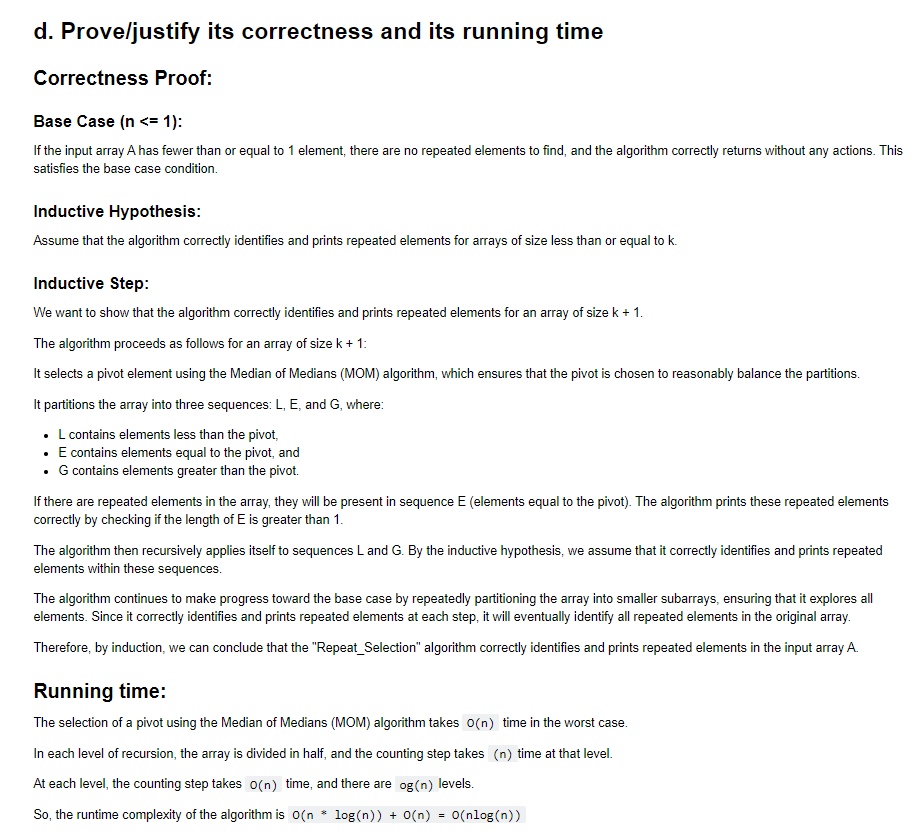 d. Prove/justify its correctness and its running time
Correctness Proof:
Base Case (n <= 1):
If the input array A has fewer than or equal to 1 element, there are no repeated elements to find, and the algorithm correctly returns without any actions. This
satisfies the base case condition.
Inductive Hypothesis:
Assume that the algorithm correctly identifies and prints repeated elements for arrays of size less than or equal to k.
Inductive Step:
We want to show that the algorithm correctly identifies and prints repeated elements for an array of size k + 1.
The algorithm proceeds as follows for an array of size k + 1:
It selects a pivot element using the Median of Medians (MOM) algorithm, which ensures that the pivot is chosen to reasonably balance the partitions.
It partitions the array into three sequences: L, E, and G, where:
• L contains elements less than the pivot,
• E contains elements equal to the pivot, and
• G contains elements greater than the pivot.
If there are repeated elements in the array, they will be present in sequence E (elements equal to the pivot). The algorithm prints these repeated elements
correctly by checking if the length of E is greater than 1.
The algorithm then recursively applies itself to sequences L and G. By the inductive hypothesis, we assume that it correctly identifies and prints repeated
elements within these sequences.
The algorithm continues to make progress toward the base case by repeatedly partitioning the array into smaller subarrays, ensuring that it explores all
elements. Since it correctly identifies and prints repeated elements at each step, it will eventually identify all repeated elements in the original array.
Therefore, by induction, we can conclude that the "Repeat_Selection" algorithm correctly identifies and prints repeated elements in the input array A.
Running time:
The selection of a pivot using the Median of Medians (MOM) algorithm takes O(n) time in the worst case.
In each level of recursion, the array is divided in half, and the counting step takes (n) time at that level.
At each level, the counting step takes O(n) time, and there are og(n) levels.
So, the runtime complexity of the algorithm is O(n * log(n)) + O(n) = O(nlog(n))